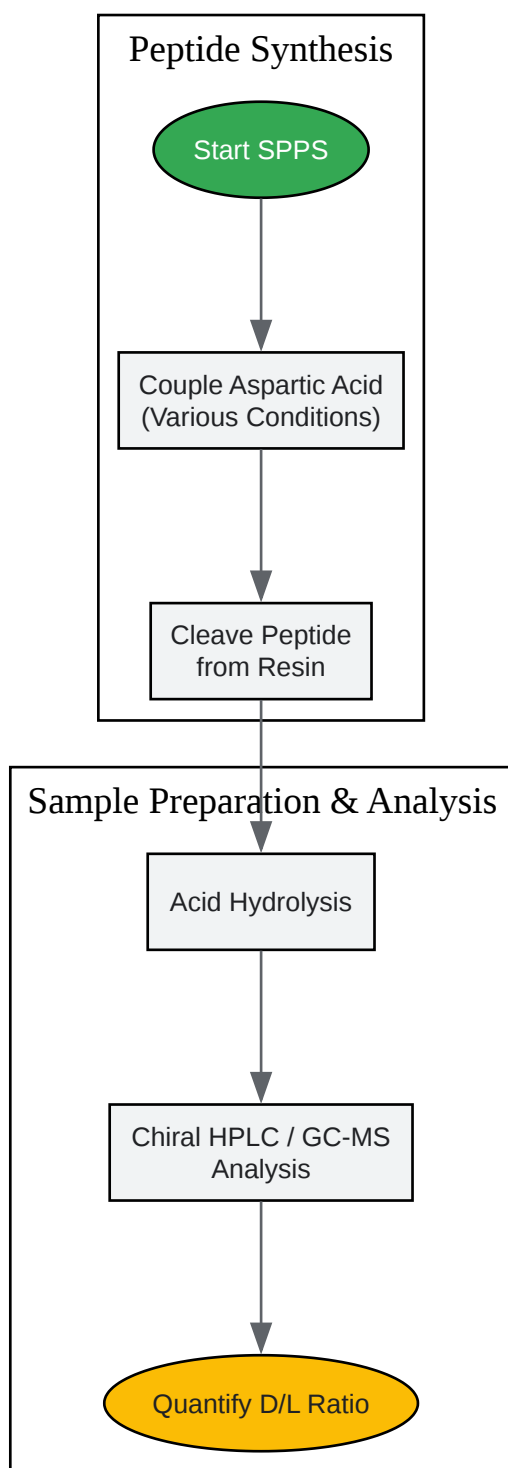 Peptide Synthesis
Start SPPS
Couple Aspartic Acid
(Various Conditions)
Cleave Peptide
from Resin
Sample Preparation & Analysis
Acid Hydrolysis
Chiral HPLC / GC-MS
Analysis
Quantify D/L Ratio